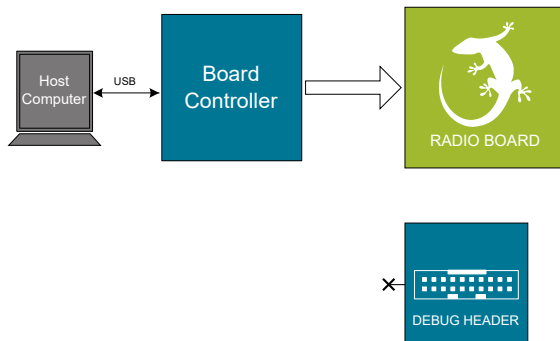 Host
Computer
USB
Board
Controller
RADIO BOARD
DEBUG HEADER